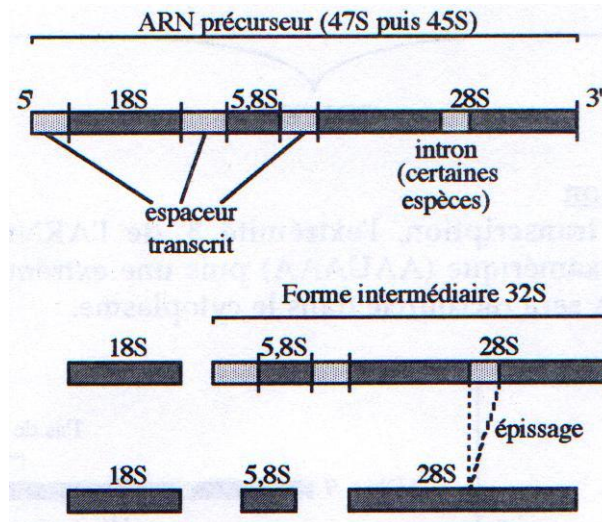 ARN précurseur (47S puis 45S)
5' 18S 5,8S 28S 3'
intron
(certaines
espèces)
espaceur
transcrit
Forme intermédiaire 32S
18S 5,8S 28S
épissage
18S 5,8S 28S